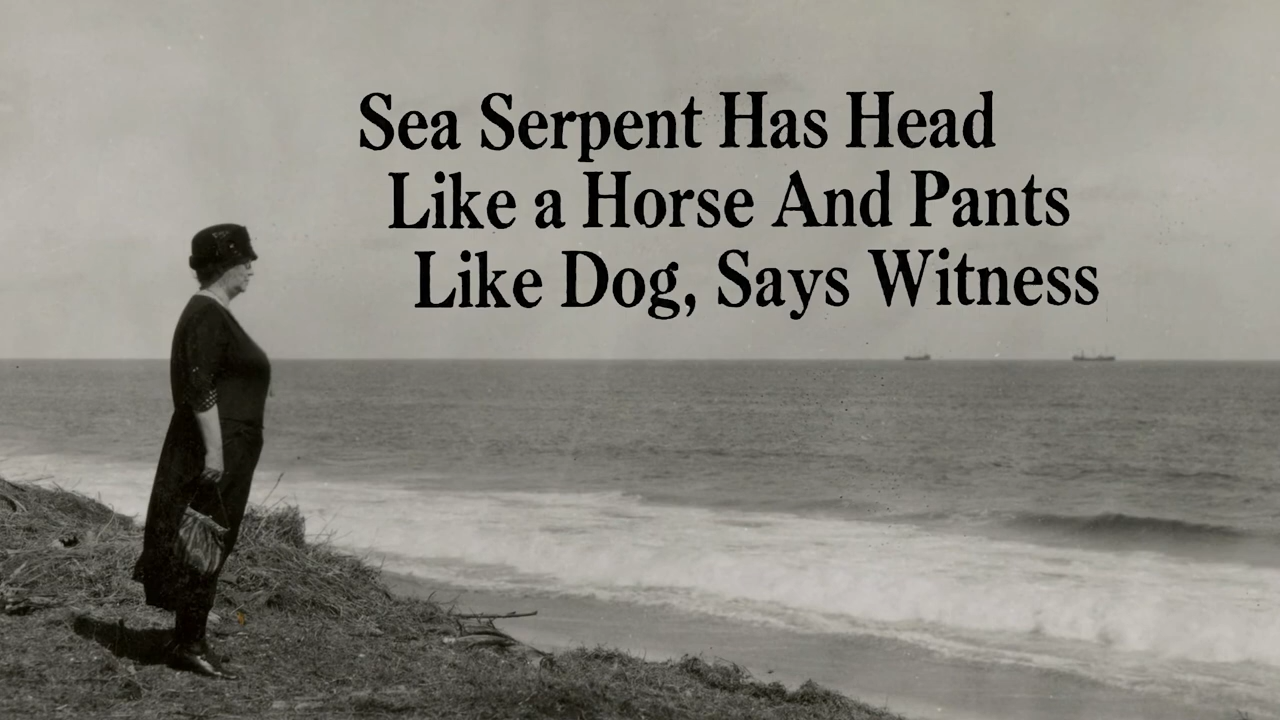 Sea Serpent Has Head
Like a Horse And Pants
Like Dog, Says Witness